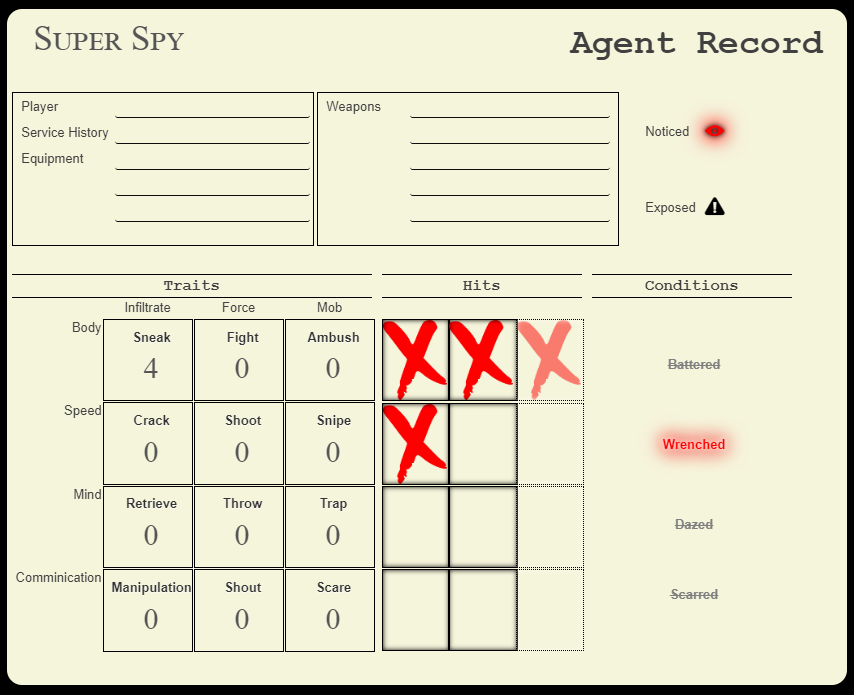 Super Spy
Agent Record
Player
Service History
Equipment
Weapons
Noticed
Exposed
Traits
Hits
Conditions
Infiltrate Force Mob
Body
Sneak Fight Ambush
4 0 0
Battered
Speed
Crack Shoot Snipe
0 0 0
Wrenched
Mind
Retrieve Throw Trap
0 0 0
Dazed
Comminication
Manipulation Shout Scare
0 0 0
Scarred